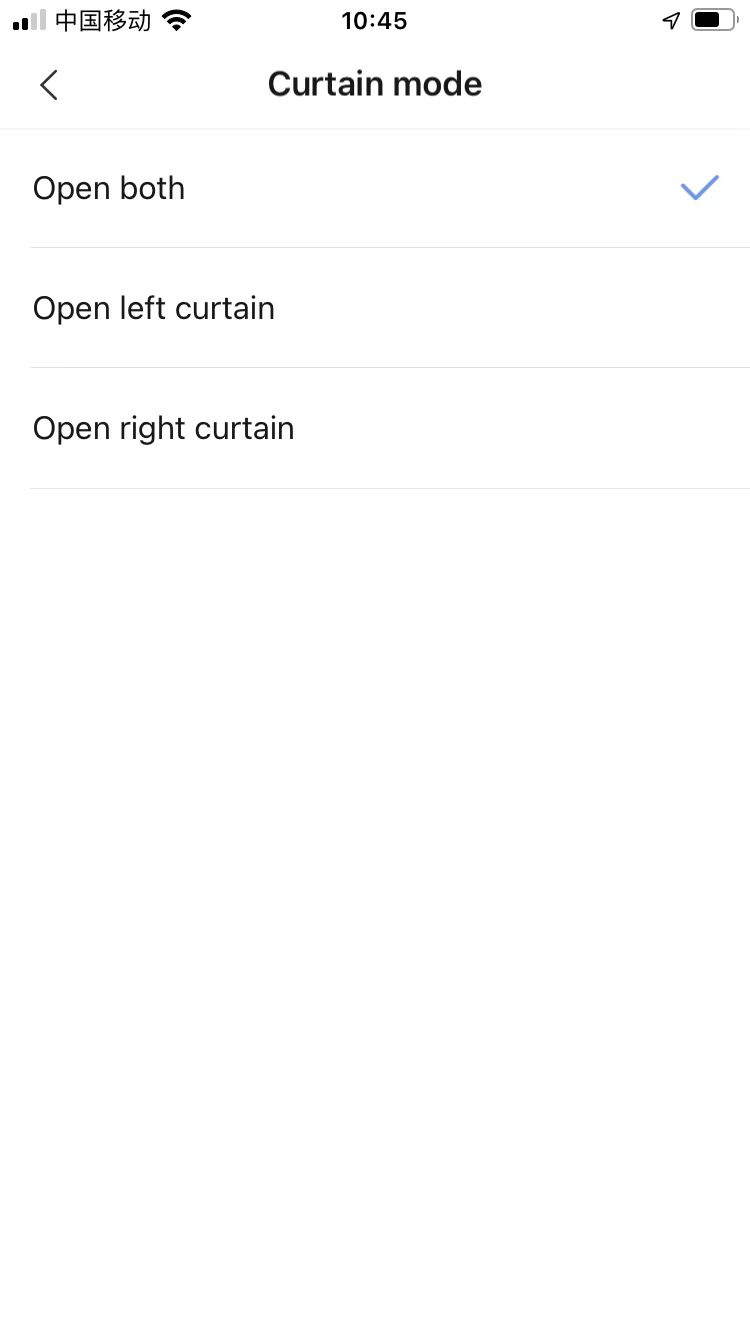 中国移动 10:45
Curtain mode
Open both
Open left curtain
Open right curtain